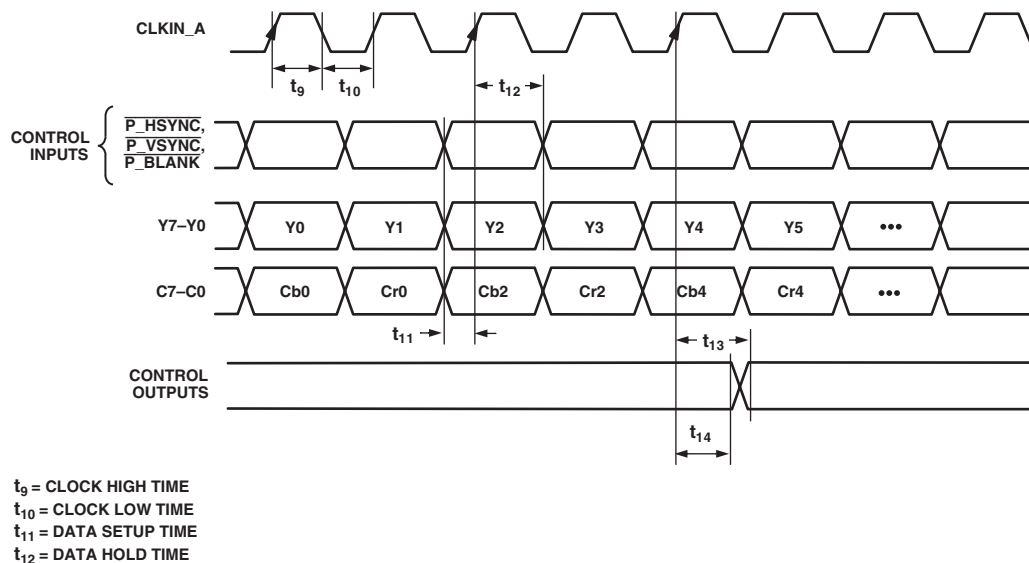 CLKIN_A
t9
t10
t12
CONTROL
INPUTS
P_HSYNC,
P_VSYNC,
P_BLANK
Y7–Y0
Y0
Y1
Y2
Y3
Y4
Y5
•••
C7–C0
Cb0
Cr0
Cb2
Cr2
Cb4
Cr4
•••
t11
t13
CONTROL
OUTPUTS
t14
t9 = CLOCK HIGH TIME
t10 = CLOCK LOW TIME
t11 = DATA SETUP TIME
t12 = DATA HOLD TIME